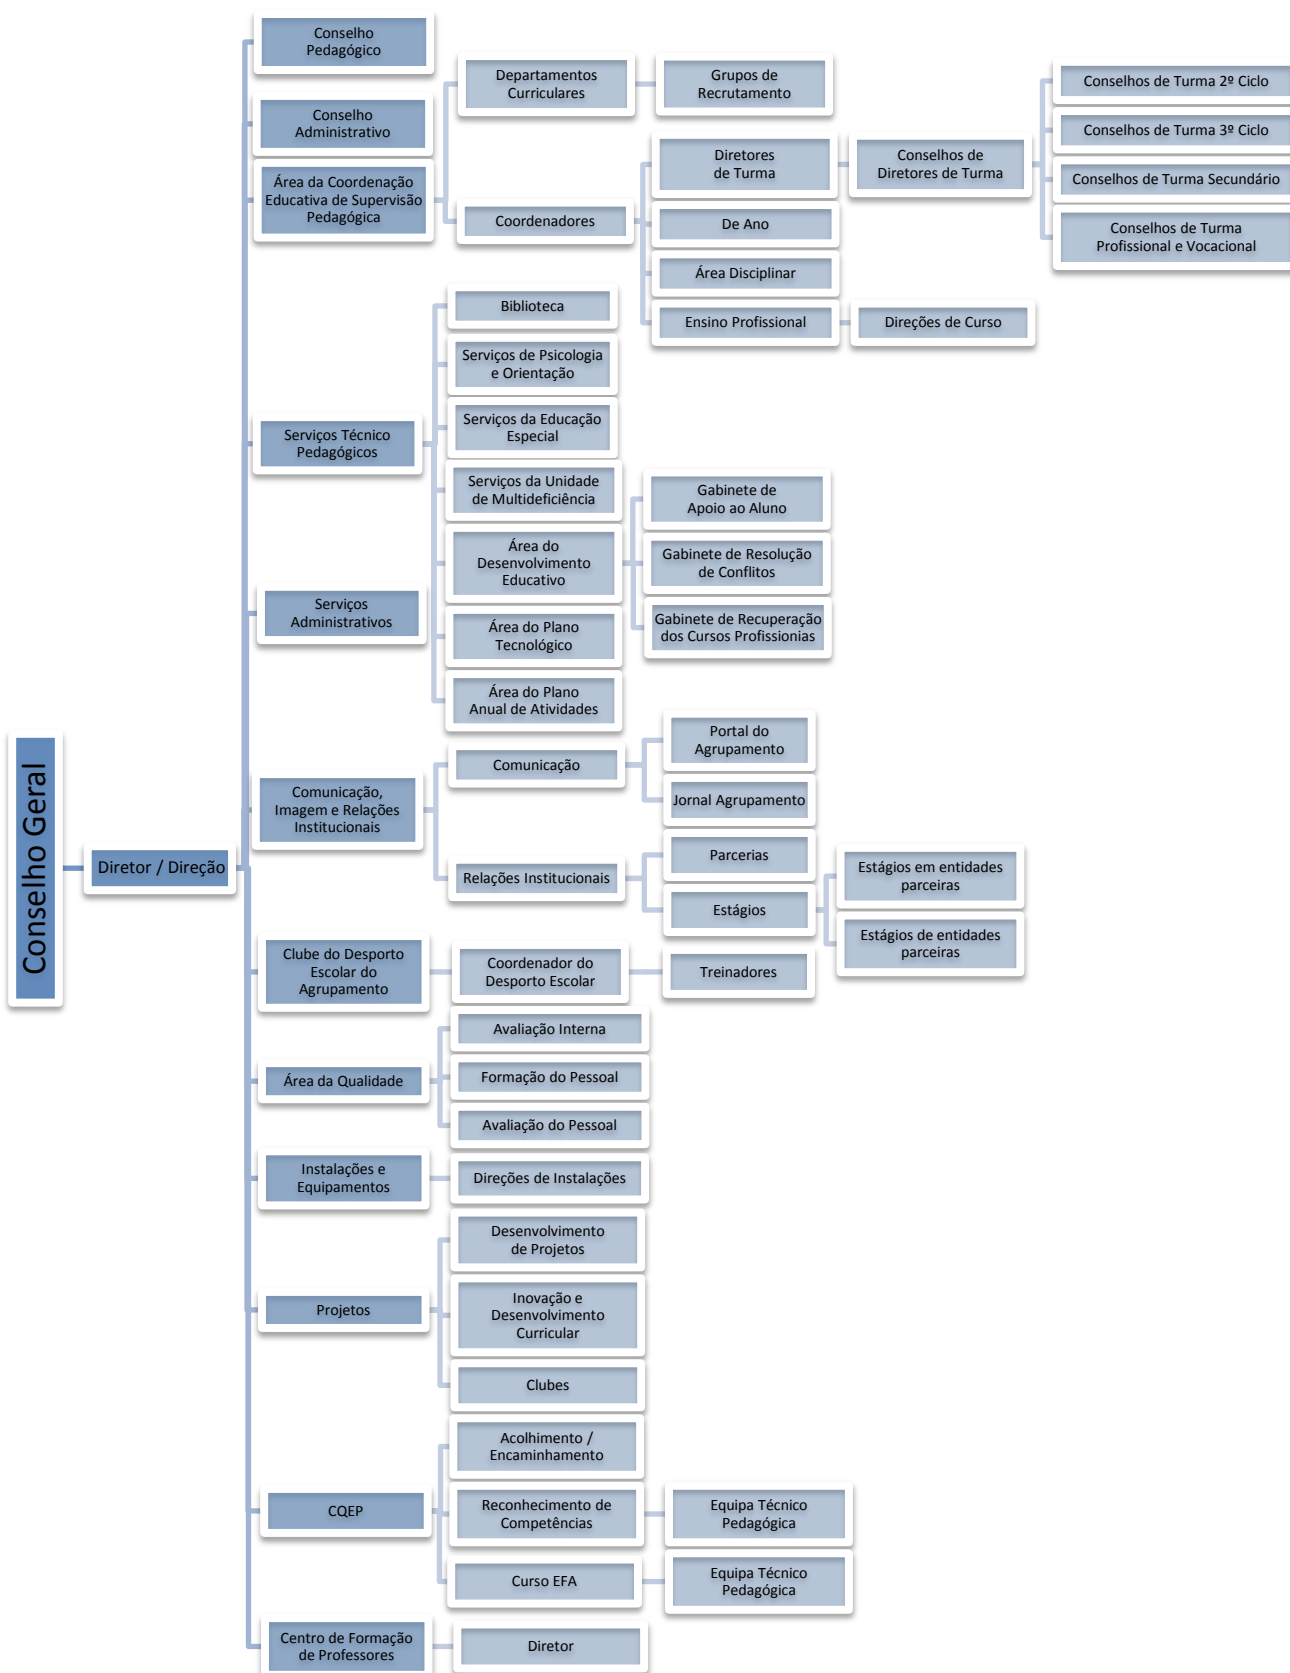 Conselho Geral
Diretor / Direção
Conselho
Pedagógico
Conselho
Administrativo
Área da Coordenação
Educativa de Supervisão
Pedagógica
Departamentos
Curriculares
Grupos de
Recrutamento
Coordenadores
Diretores
de Turma
Conselhos de
Diretores de Turma
Conselhos de Turma 2º Ciclo
Conselhos de Turma 3º Ciclo
Conselhos de Turma Secundário
Conselhos de Turma
Profissional e Vocacional
De Ano
Área Disciplinar
Ensino Profissional
Direções de Curso
Serviços Técnico
Pedagógicos
Biblioteca
Serviços de Psicologia
e Orientação
Serviços da Educação
Especial
Serviços da Unidade
de Multideficiência
Área do
Desenvolvimento
Educativo
Gabinete de
Apoio ao Aluno
Gabinete de Resolução
de Conflitos
Gabinete de Recuperação
dos Cursos Profissionias
Área do Plano
Tecnológico
Área do Plano
Anual de Atividades
Serviços
Administrativos
Comunicação,
Imagem e Relações
Institucionais
Comunicação
Portal do
Agrupamento
Jornal Agrupamento
Relações Institucionais
Parcerias
Estágios
Estágios em entidades
parceiras
Estágios de entidades
parceiras
Clube do Desporto
Escolar do
Agrupamento
Coordenador do
Desporto Escolar
Treinadores
Área da Qualidade
Avaliação Interna
Formação do Pessoal
Avaliação do Pessoal
Instalações e
Equipamentos
Direções de Instalações
Projetos
Desenvolvimento
de Projetos
Inovação e
Desenvolvimento
Curricular
Clubes
CQEP
Acolhimento /
Encaminhamento
Reconhecimento de
Competências
Equipa Técnico
Pedagógica
Curso EFA
Equipa Técnico
Pedagógica
Centro de Formação
de Professores
Diretor